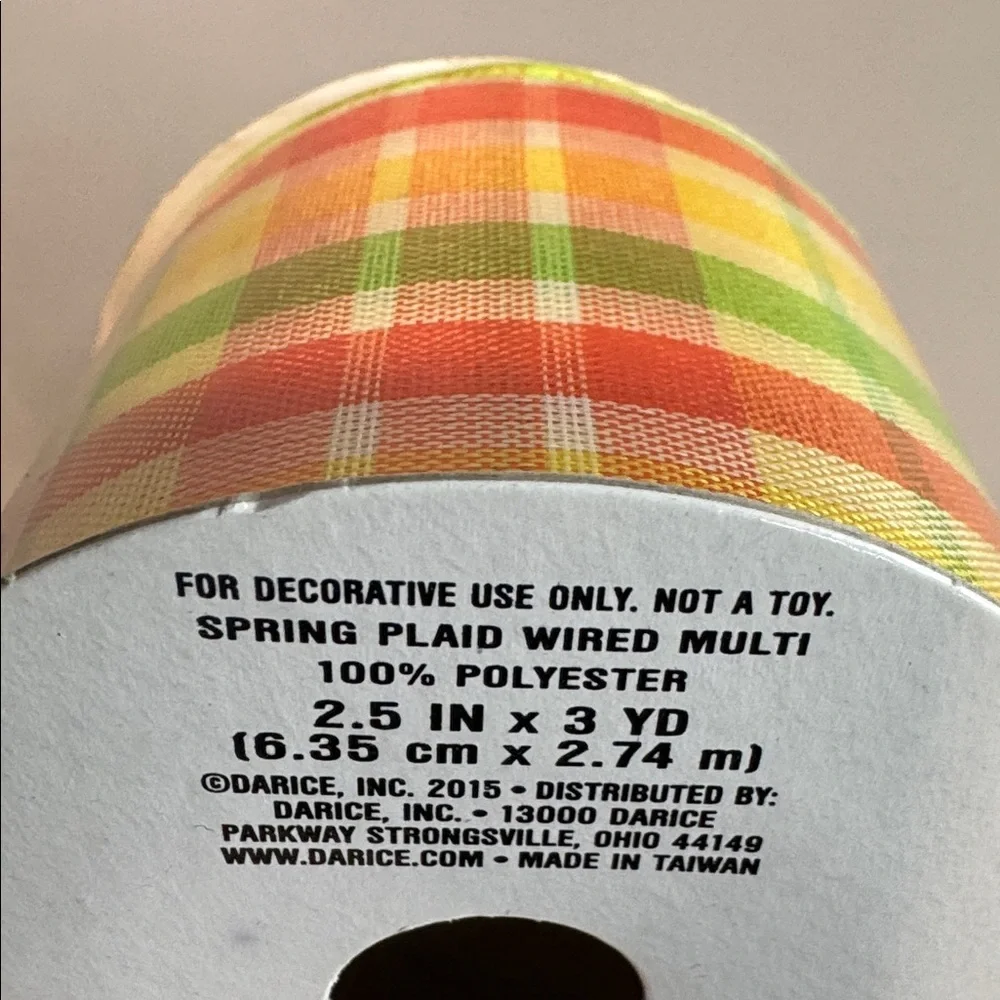 FOR DECORATIVE USE ONLY. NOT A TOY.
SPRING PLAID WIRED MULTI
100% POLYESTER
2.5 IN x 3 YD
(6.35 cm x 2.74 m)
©DARICE, INC. 2015 • DISTRIBUTED BY:
DARICE, INC. • 13000 DARICE
PARKWAY STRONGSVILLE, OHIO 44149
WWW.DARICE.COM • MADE IN TAIWAN